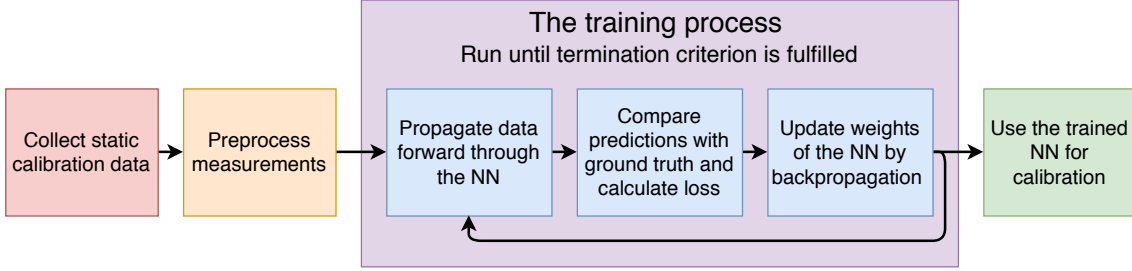 The training process
Run until termination criterion is fulfilled
Collect static
calibration data
Preprocess
measurements
Propagate data
forward through
the NN
Compare
predictions with
ground truth and
calculate loss
Update weights
of the NN by
backpropagation
Use the trained
NN for
calibration